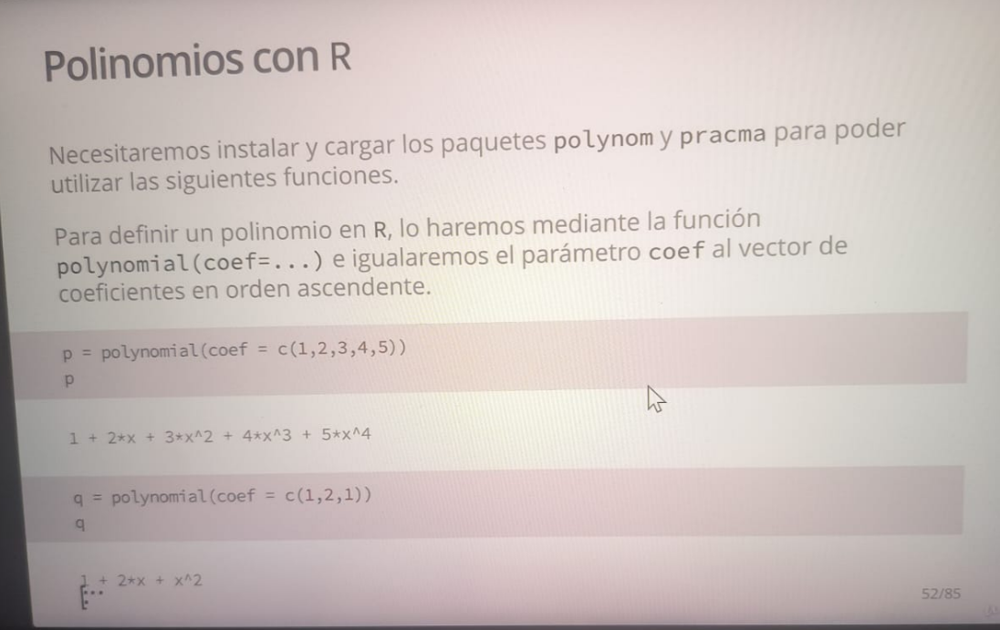 Polinomios con R
Necesitaremos instalar y cargar los paquetes polynom y pracma para poder
utilizar las siguientes funciones.
Para definir un polinomio en R, lo haremos mediante la función
polynomial(coef=...) e igualaremos el parámetro coef al vector de
coeficientes en orden ascendente.
p = polynomial(coef = c(1,2,3,4,5))
p
1 + 2*x + 3*x^2 + 4*x^3 + 5*x^4
q = polynomial(coef = c(1,2,1))
q
1 + 2*x + x^2
52/85